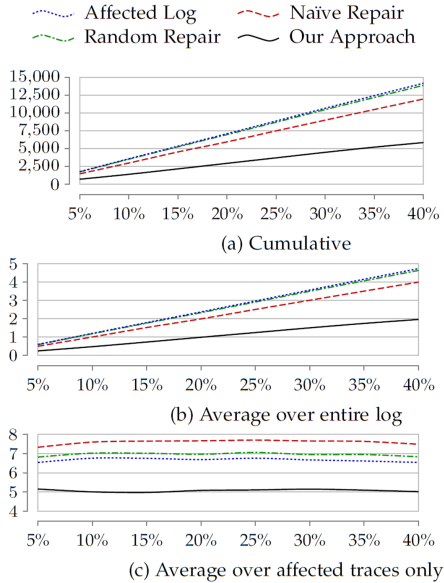 Affected Log Naïve Repair
Random Repair Our Approach
15,000
12,500
10,000
7,500
5,000
2,500
0
5% 10% 15% 20% 25% 30% 35% 40%
(a) Cumulative
5
4
3
2
1
0
5% 10% 15% 20% 25% 30% 35% 40%
(b) Average over entire log
8
7
6
5
4
5% 10% 15% 20% 25% 30% 35% 40%
(c) Average over affected traces only